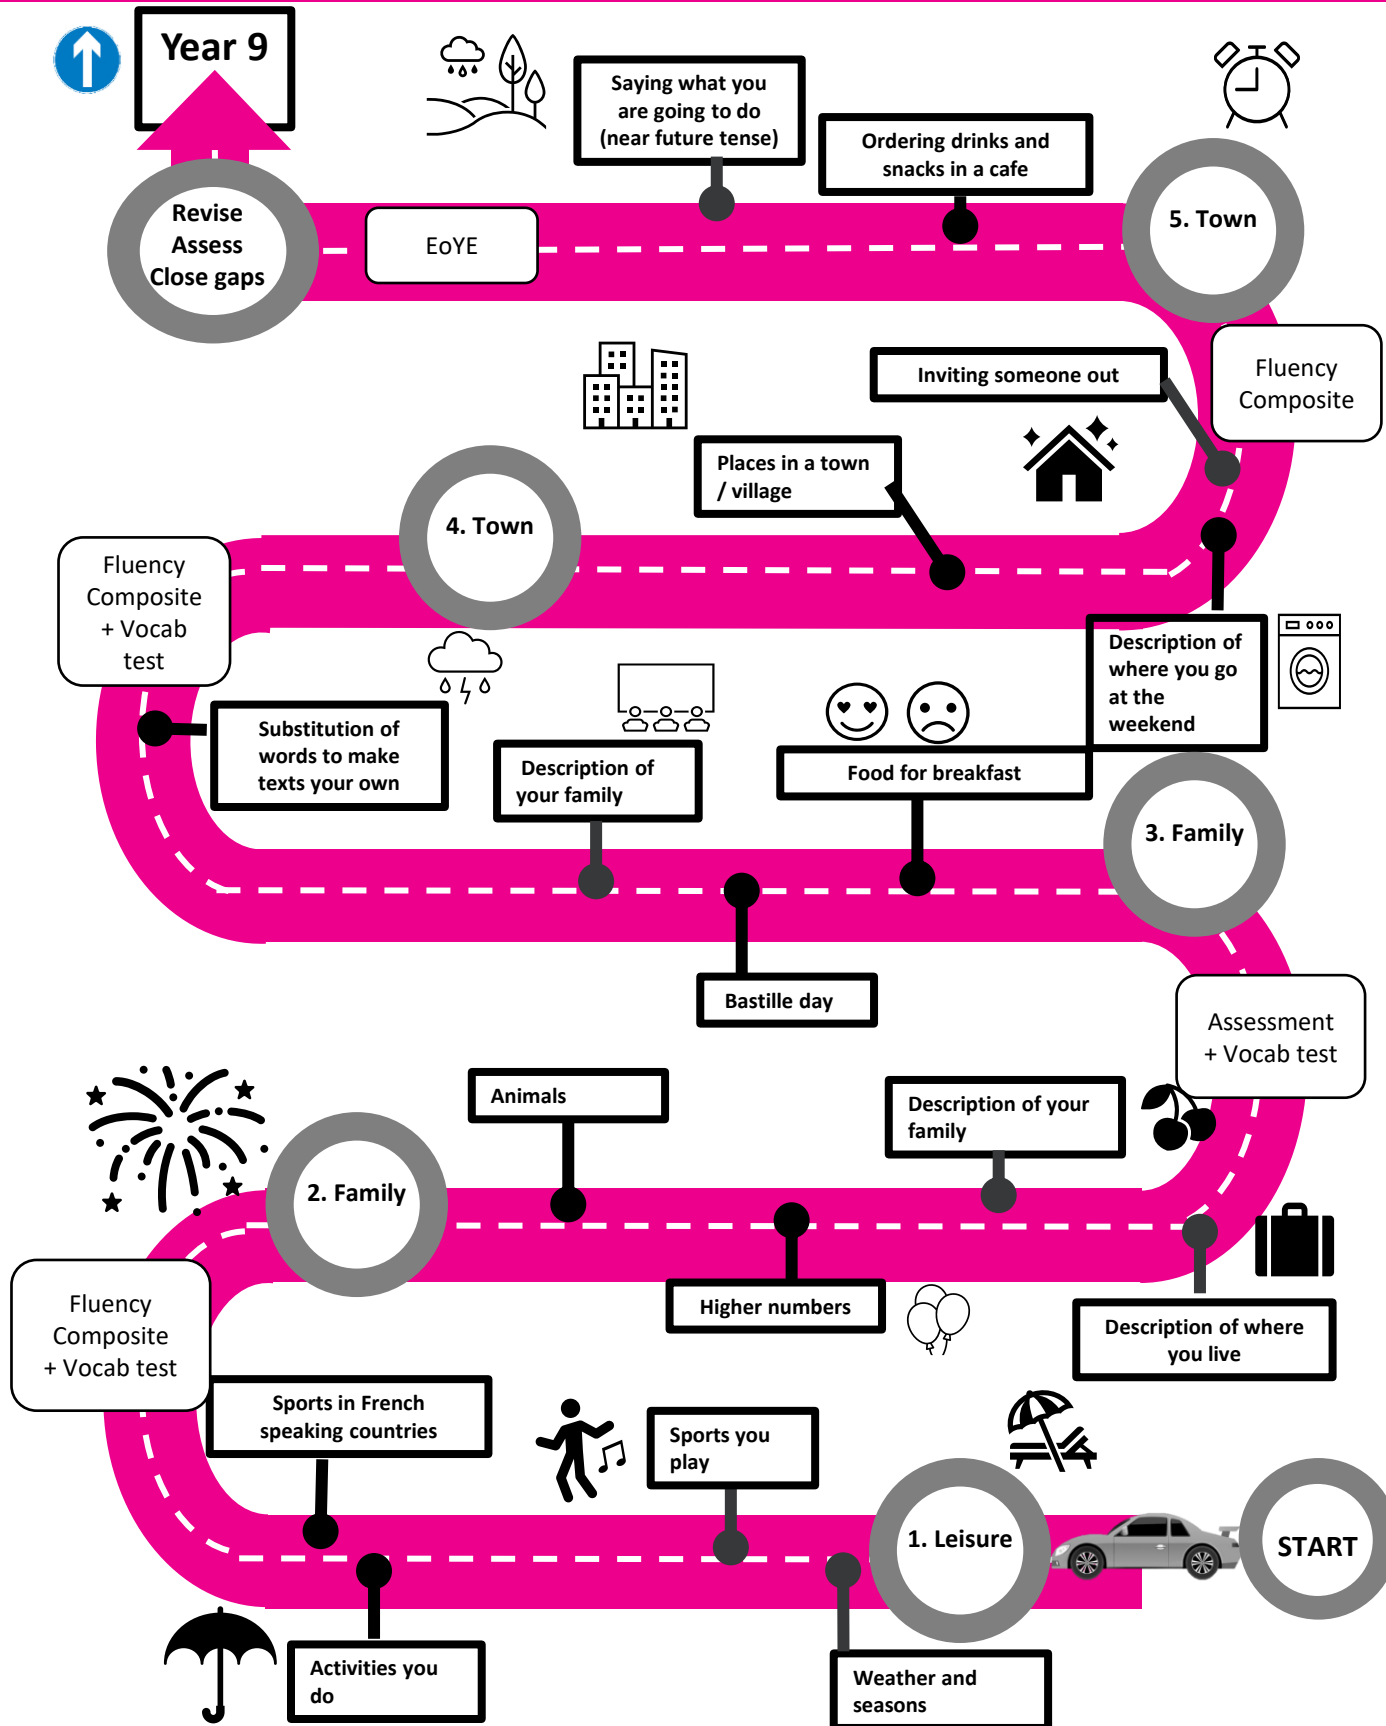 Year 9
Saying what you
are going to do
(near future tense)
Ordering drinks and
snacks in a cafe
Revise
Assess
Close gaps
EoYE
5. Town
Inviting someone out
Fluency
Composite
Places in a town
/ village
4. Town
Fluency
Composite
+ Vocab
test
Description of
where you go
at the
weekend
Substitution of
words to make
texts your own
Description of
your family
Food for breakfast
3. Family
Bastille day
Assessment
+ Vocab test
Animals
Description of your
family
2. Family
Higher numbers
Description of where
you live
Fluency
Composite
+ Vocab test
Sports in French
speaking countries
Sports you
play
1. Leisure
START
Activities you
do
Weather and
seasons